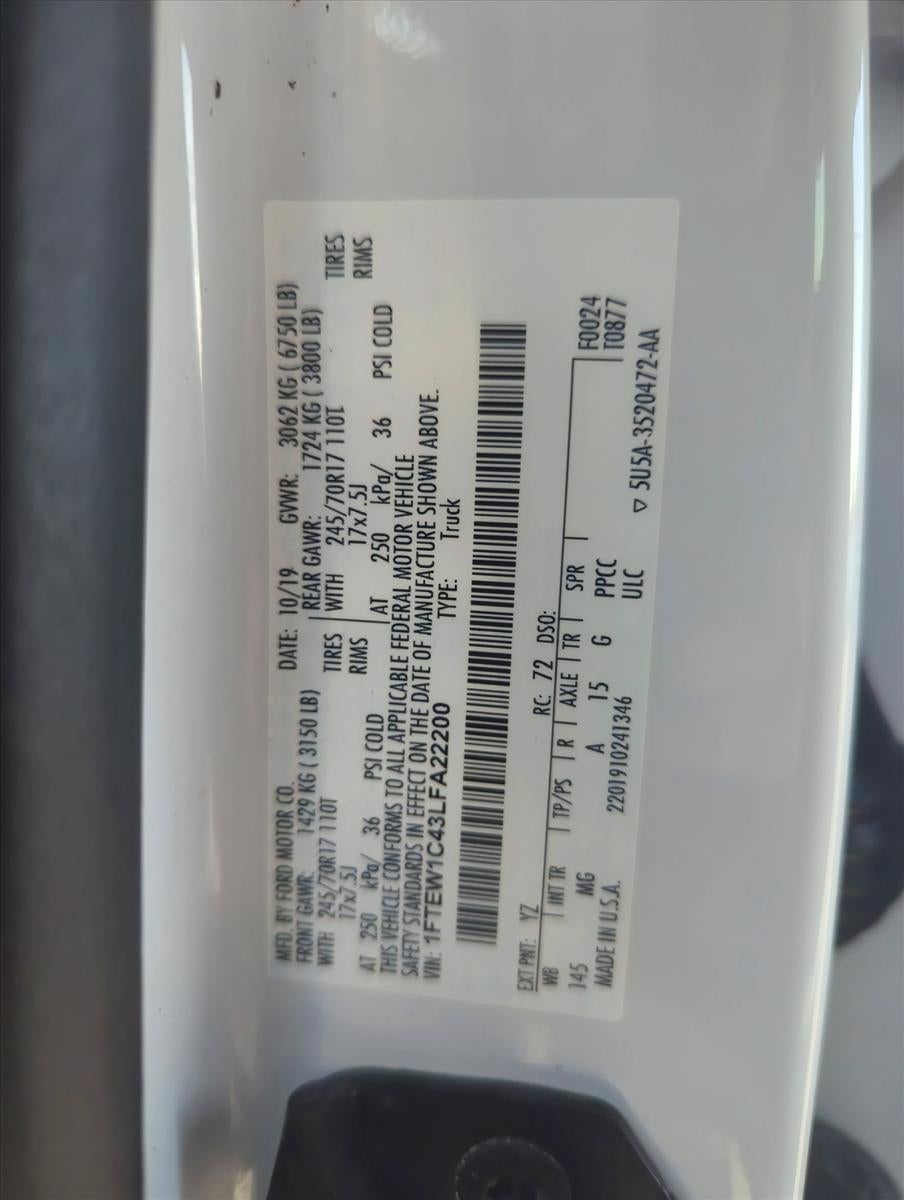 MFD. BY FORD MOTOR CO. DATE: 10/19 GVWR: 3062 KG ( 6750 LB)
FRONT GAWR: 1429 KG ( 3150 LB) REAR GAWR: 1724 KG ( 3800 LB)
WITH 245/70R17 110T TIRES WITH 245/70R17 110T TIRES
17x7.5J RIMS 17x7.5J RIMS
AT 250 kPa/ 36 PSI COLD AT 250 kPa/ 36 PSI COLD
THIS VEHICLE CONFORMS TO ALL APPLICABLE FEDERAL MOTOR VEHICLE
SAFETY STANDARDS IN EFFECT ON THE DATE OF MANUFACTURE SHOWN ABOVE.
VIN: 1FTEW1C43LFA22200 TYPE: Truck
EXT PNT: YZ RC: 72 DSO:
WB INT TR TP/PS R AXLE TR SPR F0024
145 MG A 15 G PPCC T0877
MADE IN U.S.A. 2201910241346 ULC
▽ 5U5A-3520472-AA